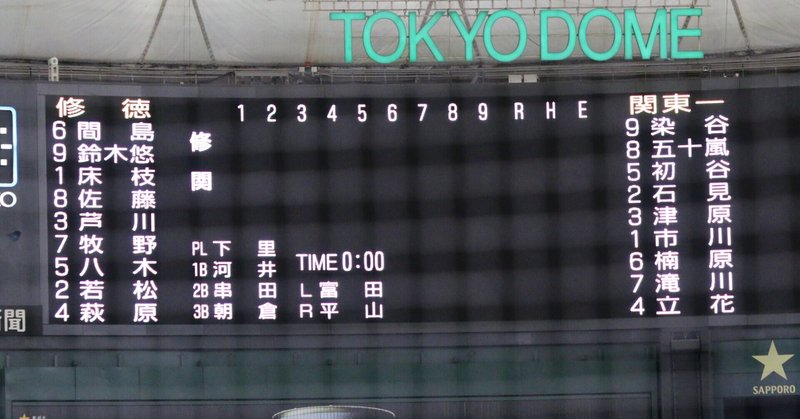 TOKYO DOME
修徳
6 間島
9 鈴木悠
1 床枝
8 佐藤
3 芦川
7 牧野
5 八木
2 若松
4 萩原
1 2 3 4 5 6 7 8 9 R H E
修
関
PL 下里
1B 河井
2B 串田
3B 朝倉
TIME 0:00
L 富田
R 平山
関東一
9 染谷
8 五十嵐
5 初谷
2 石見
3 津原
1 市川
6 楠原
7 滝川
4 立花
聞
SAPPORO